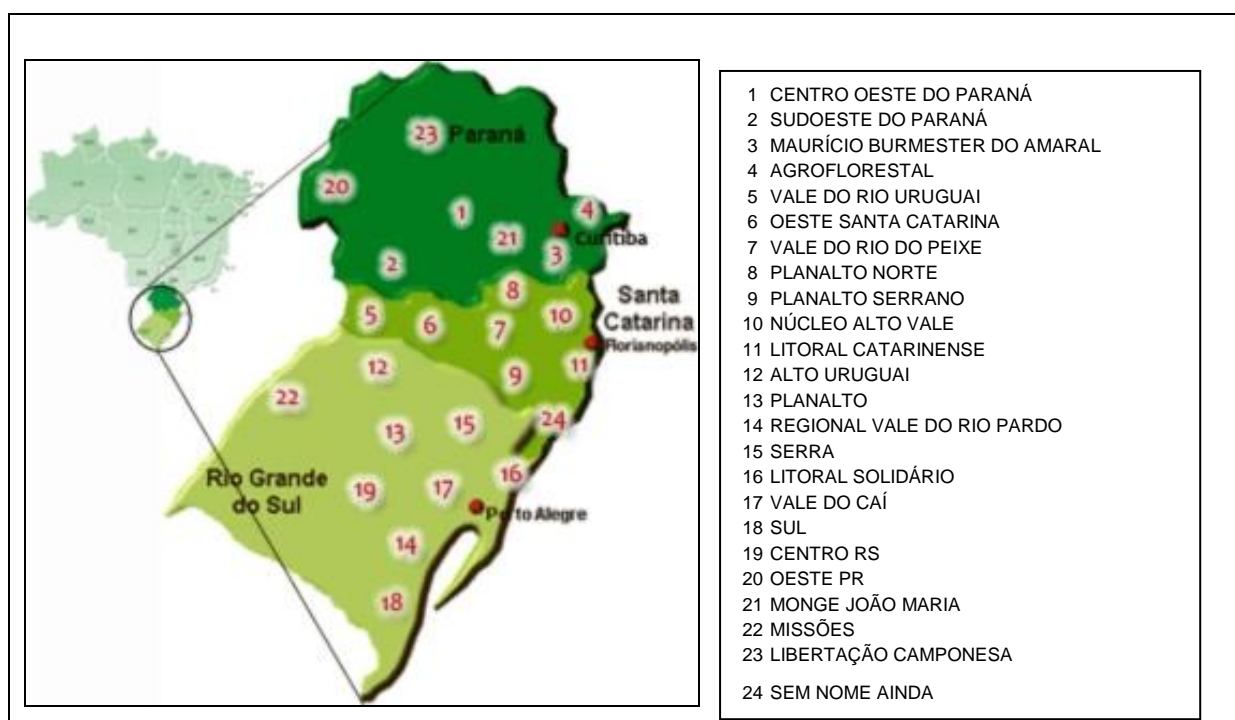 23 Paraná
20
1
4
21
Curitiba
3
2
8
Santa
Catarina
5
6
7
10
Florianópolis
12
9
11
22
24
13
15
Rio Grande
do Sul
16
19
17
Porto Alegre
14
18
1 CENTRO OESTE DO PARANÁ
2 SUDOESTE DO PARANÁ
3 MAURÍCIO BURMESTER DO AMARAL
4 AGROFLORESTAL
5 VALE DO RIO URUGUAI
6 OESTE SANTA CATARINA
7 VALE DO RIO DO PEIXE
8 PLANALTO NORTE
9 PLANALTO SERRANO
10 NÚCLEO ALTO VALE
11 LITORAL CATARINENSE
12 ALTO URUGUAI
13 PLANALTO
14 REGIONAL VALE DO RIO PARDO
15 SERRA
16 LITORAL SOLIDÁRIO
17 VALE DO CAÍ
18 SUL
19 CENTRO RS
20 OESTE PR
21 MONGE JOÃO MARIA
22 MISSÕES
23 LIBERTAÇÃO CAMPONESA
24 SEM NOME AINDA